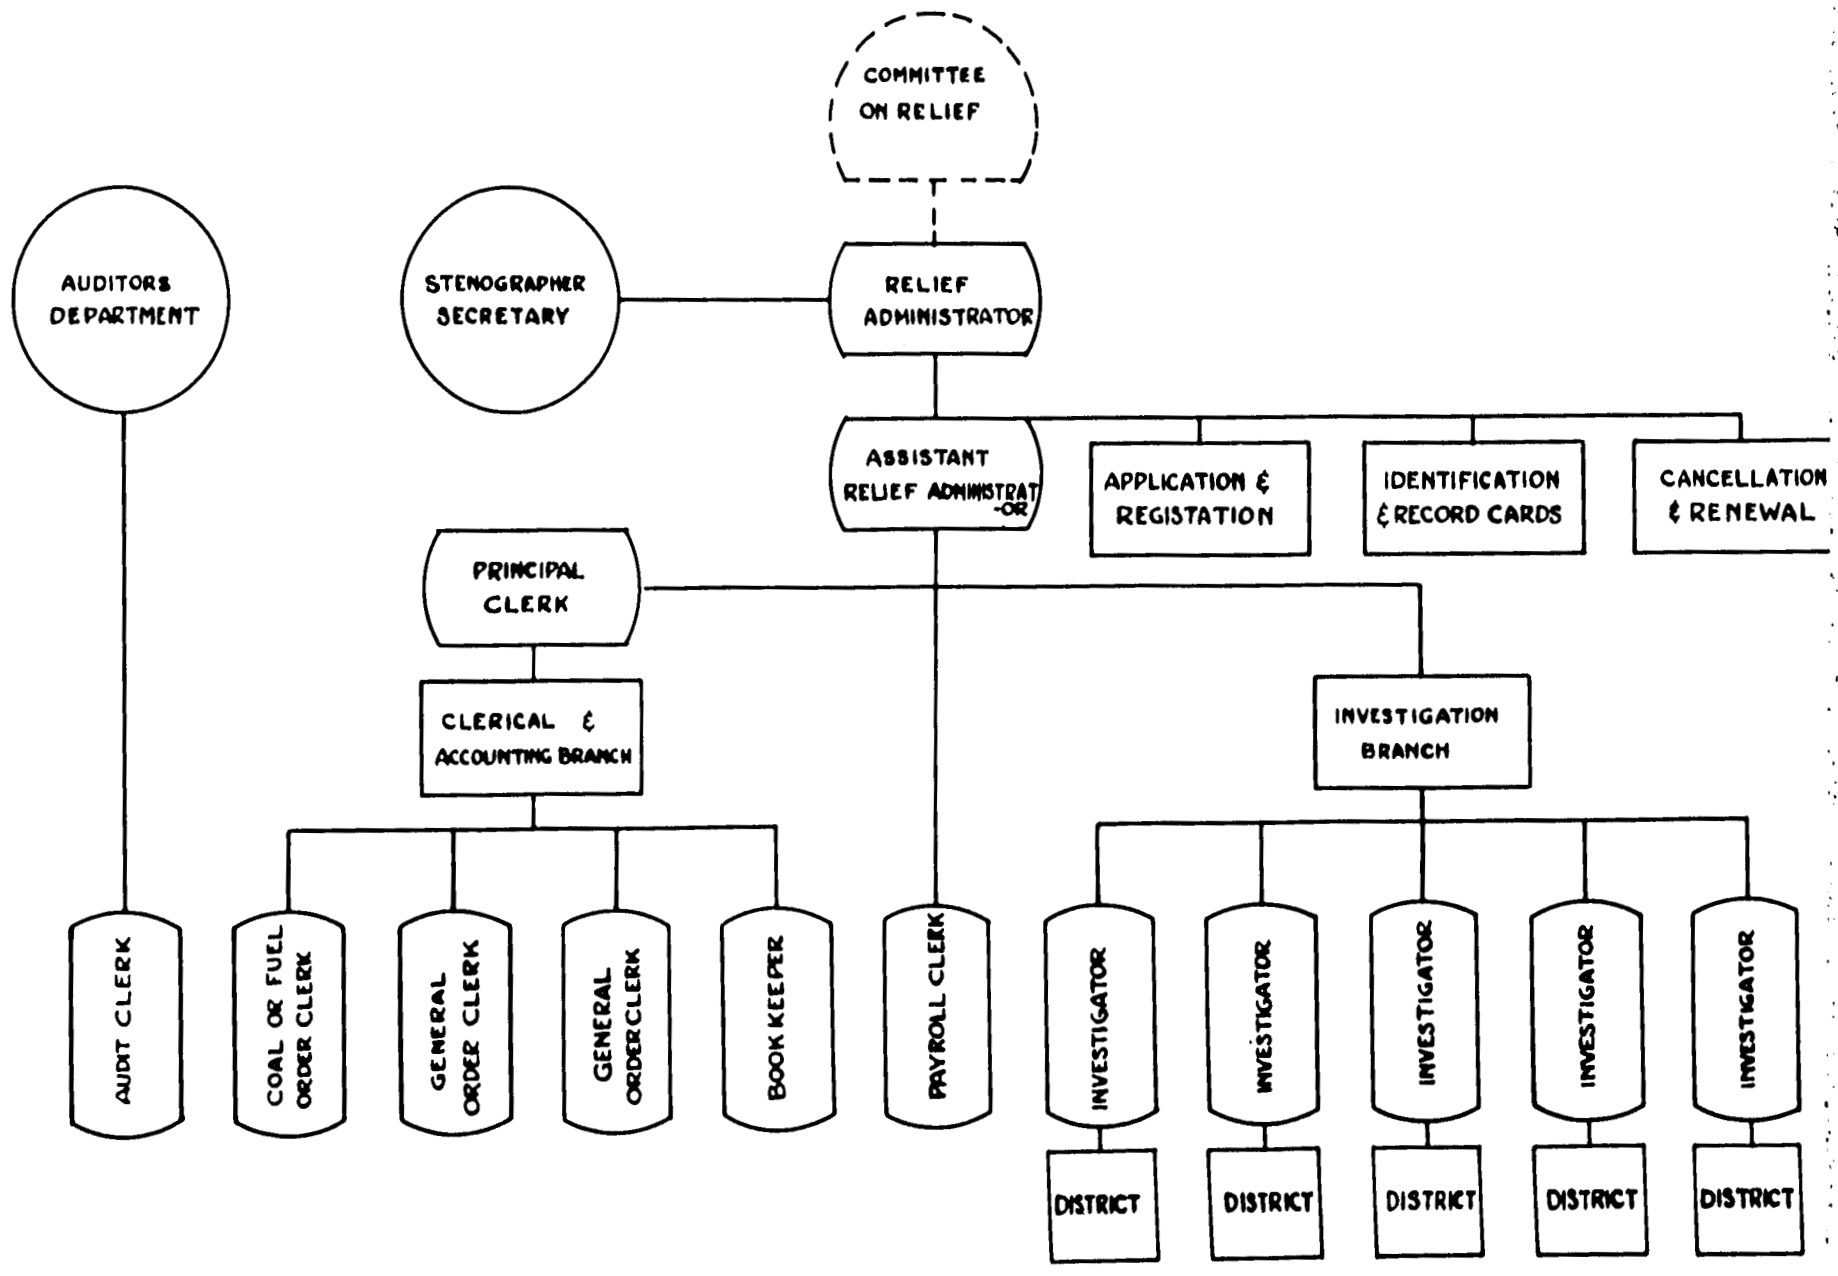 COMMITTEE
ON RELIEF
AUDITORS
DEPARTMENT
STENOGRAPHER
SECRETARY
RELIEF
ADMINISTRATOR
ASSISTANT
RELIEF ADMINISTRAT
-OR
APPLICATION &
REGISTATION
IDENTIFICATION
& RECORD CARDS
CANCELLATION
& RENEWAL
PRINCIPAL
CLERK
CLERICAL &
ACCOUNTING BRANCH
INVESTIGATION
BRANCH
AUDIT CLERK
COAL OR FUEL
ORDER CLERK
GENERAL
ORDER CLERK
GENERAL
ORDER CLERK
BOOK KEEPER
PAYROLL CLERK
INVESTIGATOR
INVESTIGATOR
INVESTIGATOR
INVESTIGATOR
INVESTIGATOR
DISTRICT
DISTRICT
DISTRICT
DISTRICT
DISTRICT